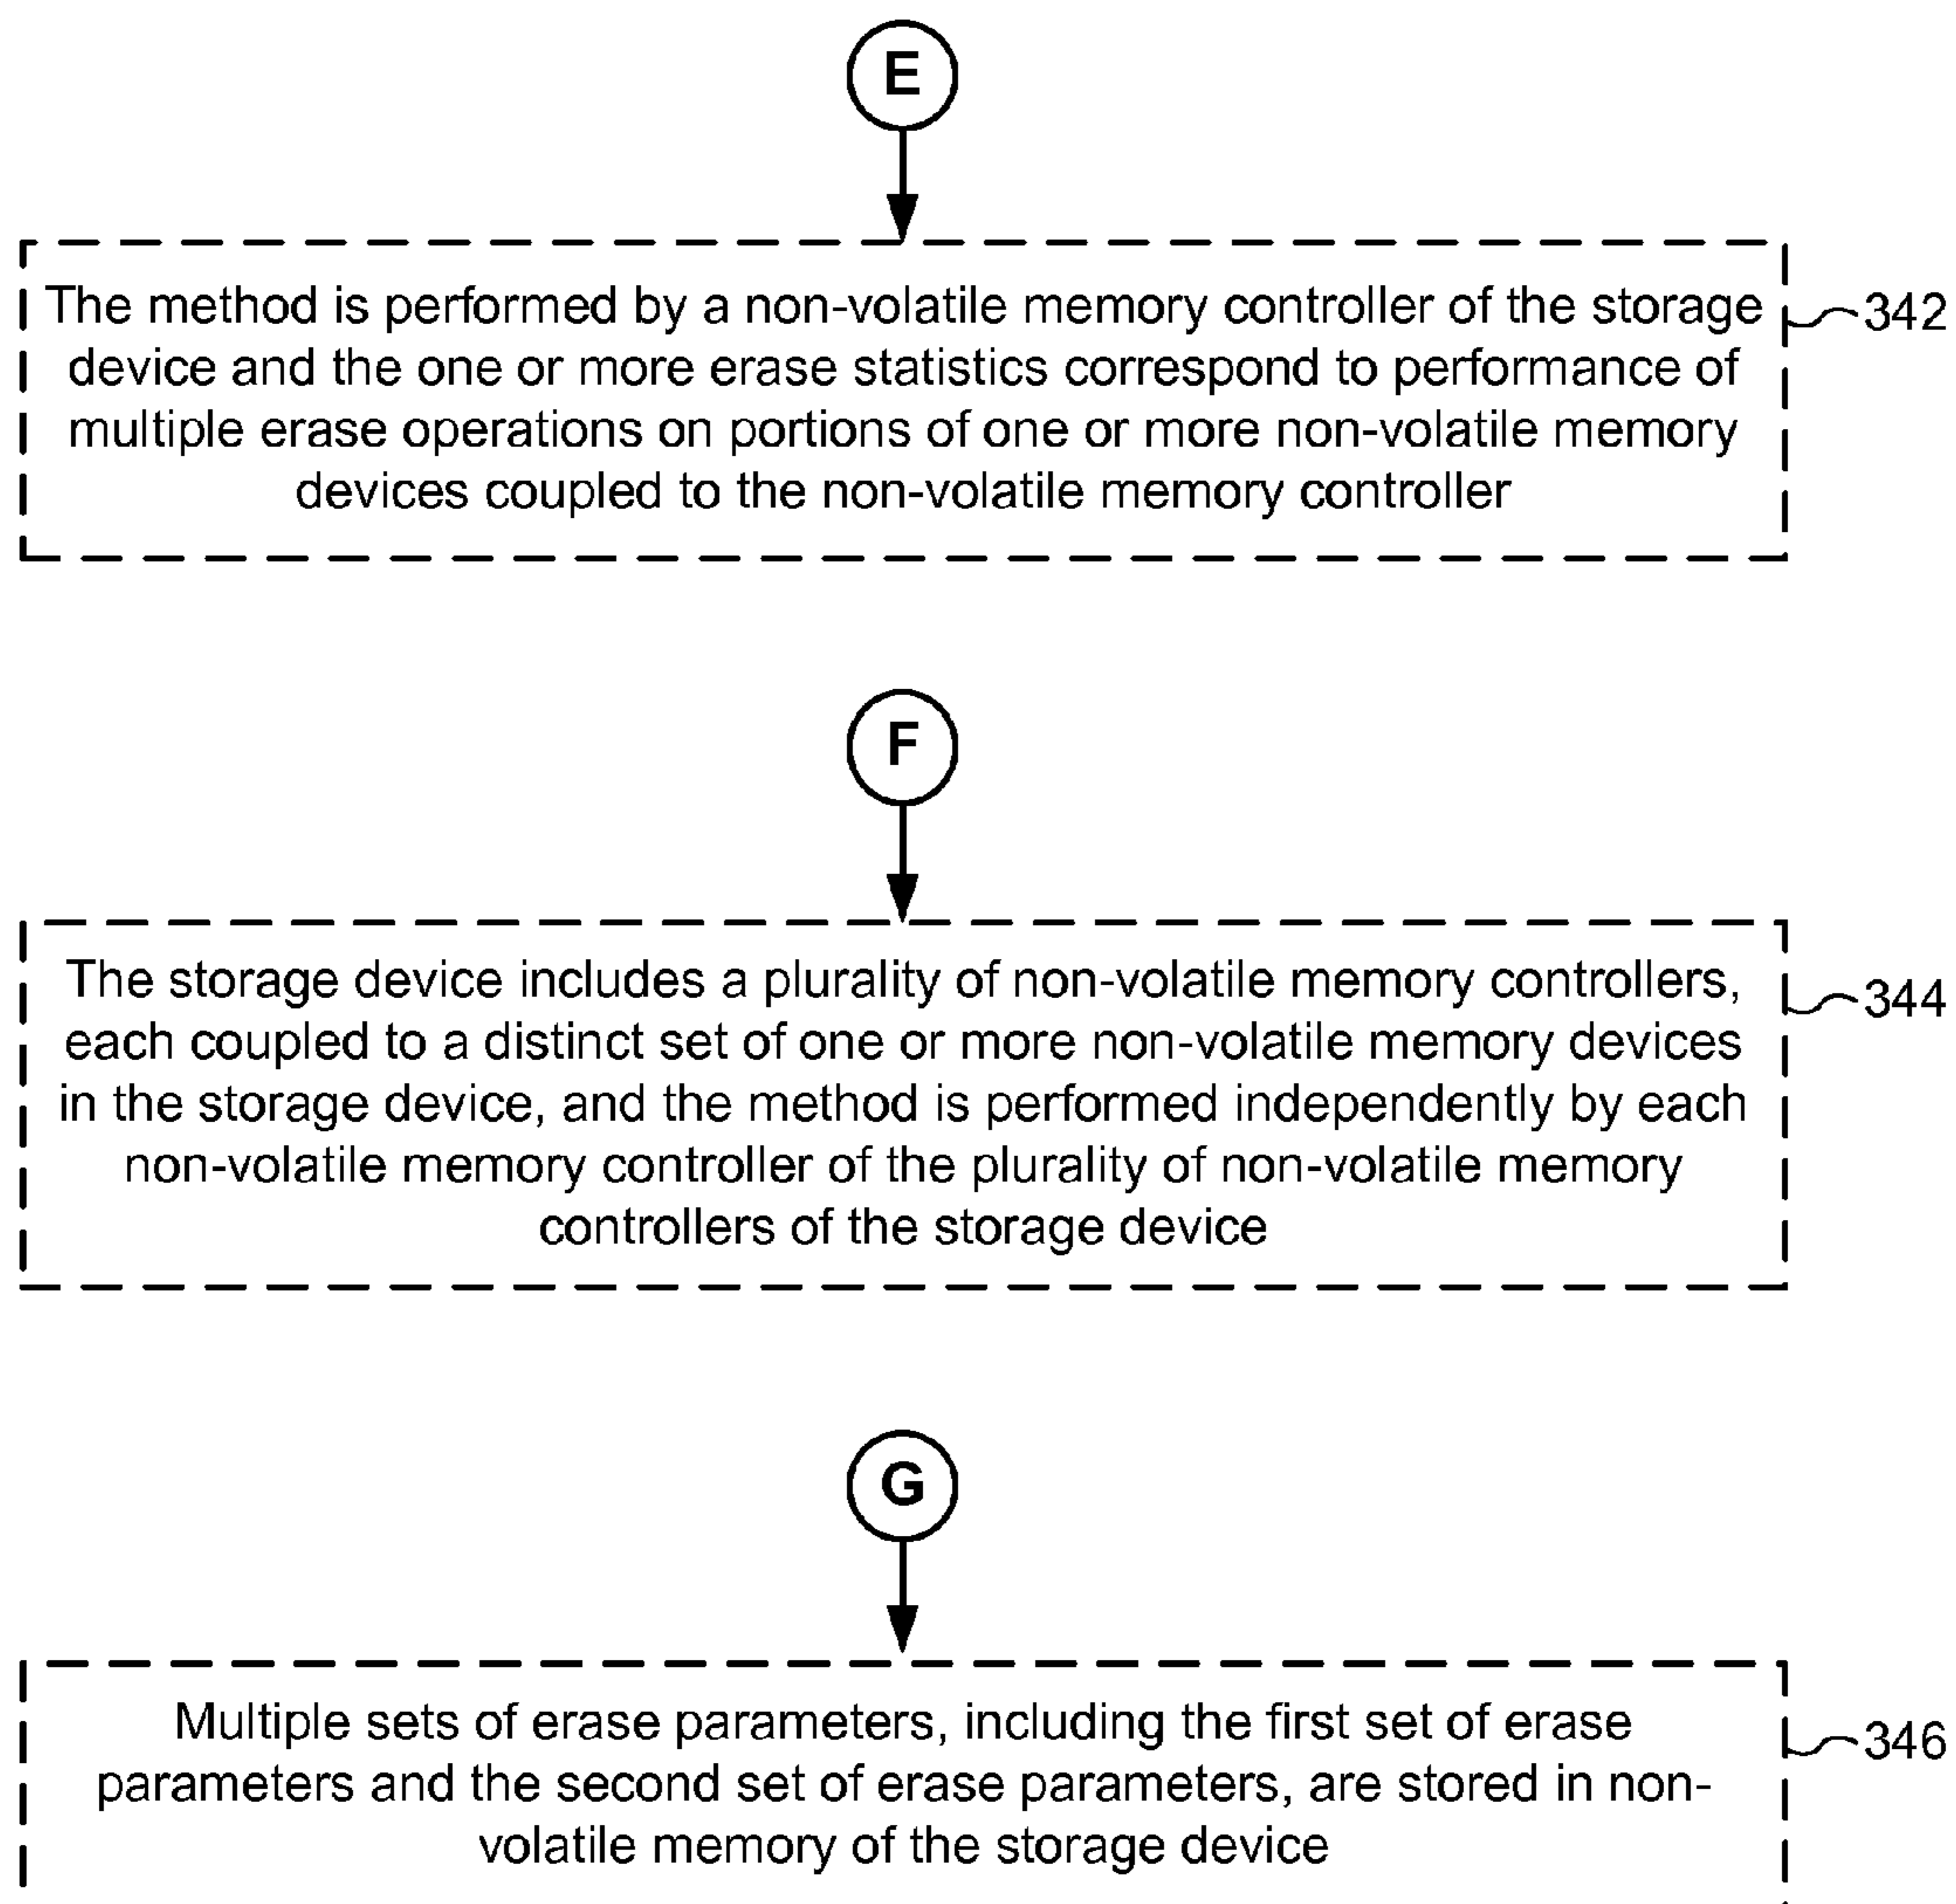 E
The method is performed by a non-volatile memory controller of the storage
device and the one or more erase statistics correspond to performance of
multiple erase operations on portions of one or more non-volatile memory
devices coupled to the non-volatile memory controller
342
F
The storage device includes a plurality of non-volatile memory controllers,
each coupled to a distinct set of one or more non-volatile memory devices
in the storage device, and the method is performed independently by each
non-volatile memory controller of the plurality of non-volatile memory
controllers of the storage device
344
G
Multiple sets of erase parameters, including the first set of erase
parameters and the second set of erase parameters, are stored in non-
volatile memory of the storage device
346